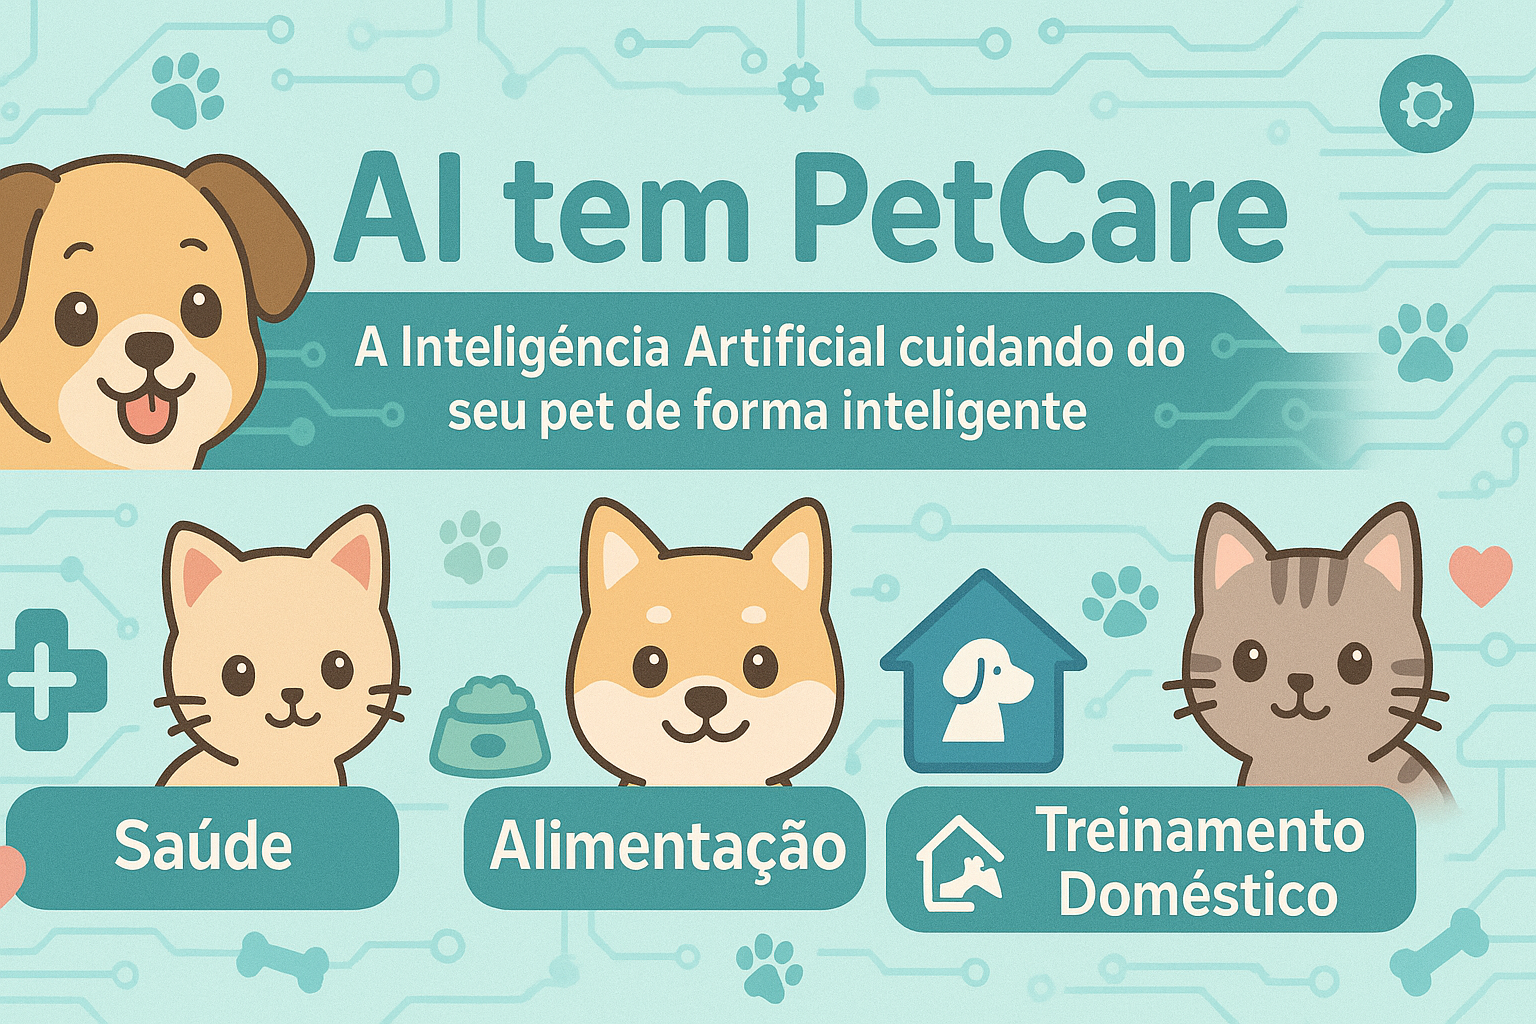 AI tem PetCare
A Inteligéncia Artificial cuidando do
seu pet de forma inteligente
Saúde
Alimentação
Treinamento
Doméstico